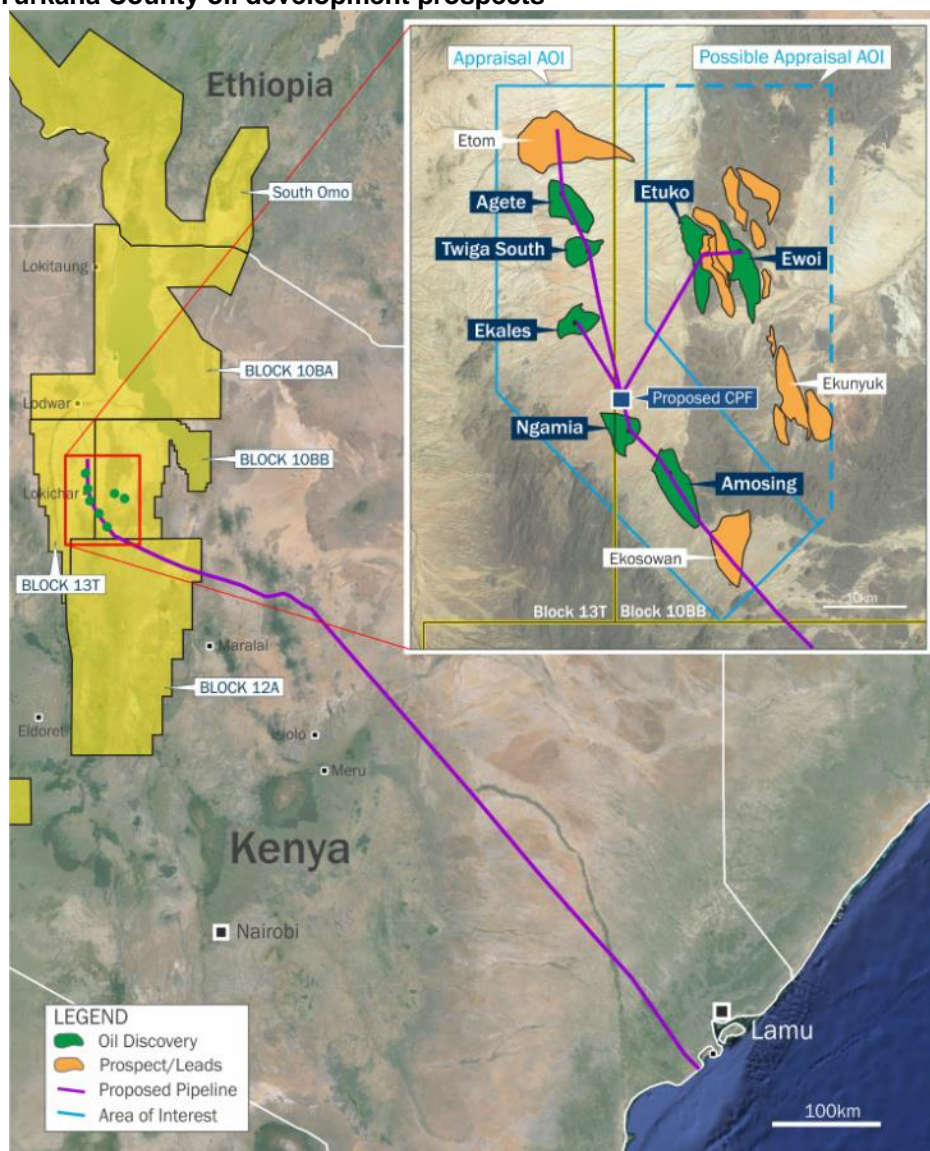 Turkana County oil development prospects
Ethiopia
South Omo
Lokitaung
BLOCK 10BA
Lodwar
BLOCK 10BB
Lokichar
BLOCK 13T
Maralal
BLOCK 12A
Eldoret
Isiolo
Meru
Kenya
Nairobi
Lamu
Appraisal AOI
Possible Appraisal AOI
Etom
Agete
Etuko
Twiga South
Ewoi
Ekales
Ekunyuk
Proposed CPF
Ngamia
Amosing
Ekosowan
10km
Block 13T
Block 10BB
LEGEND
Oil Discovery
Prospect/Leads
Proposed Pipeline
Area of Interest
100km